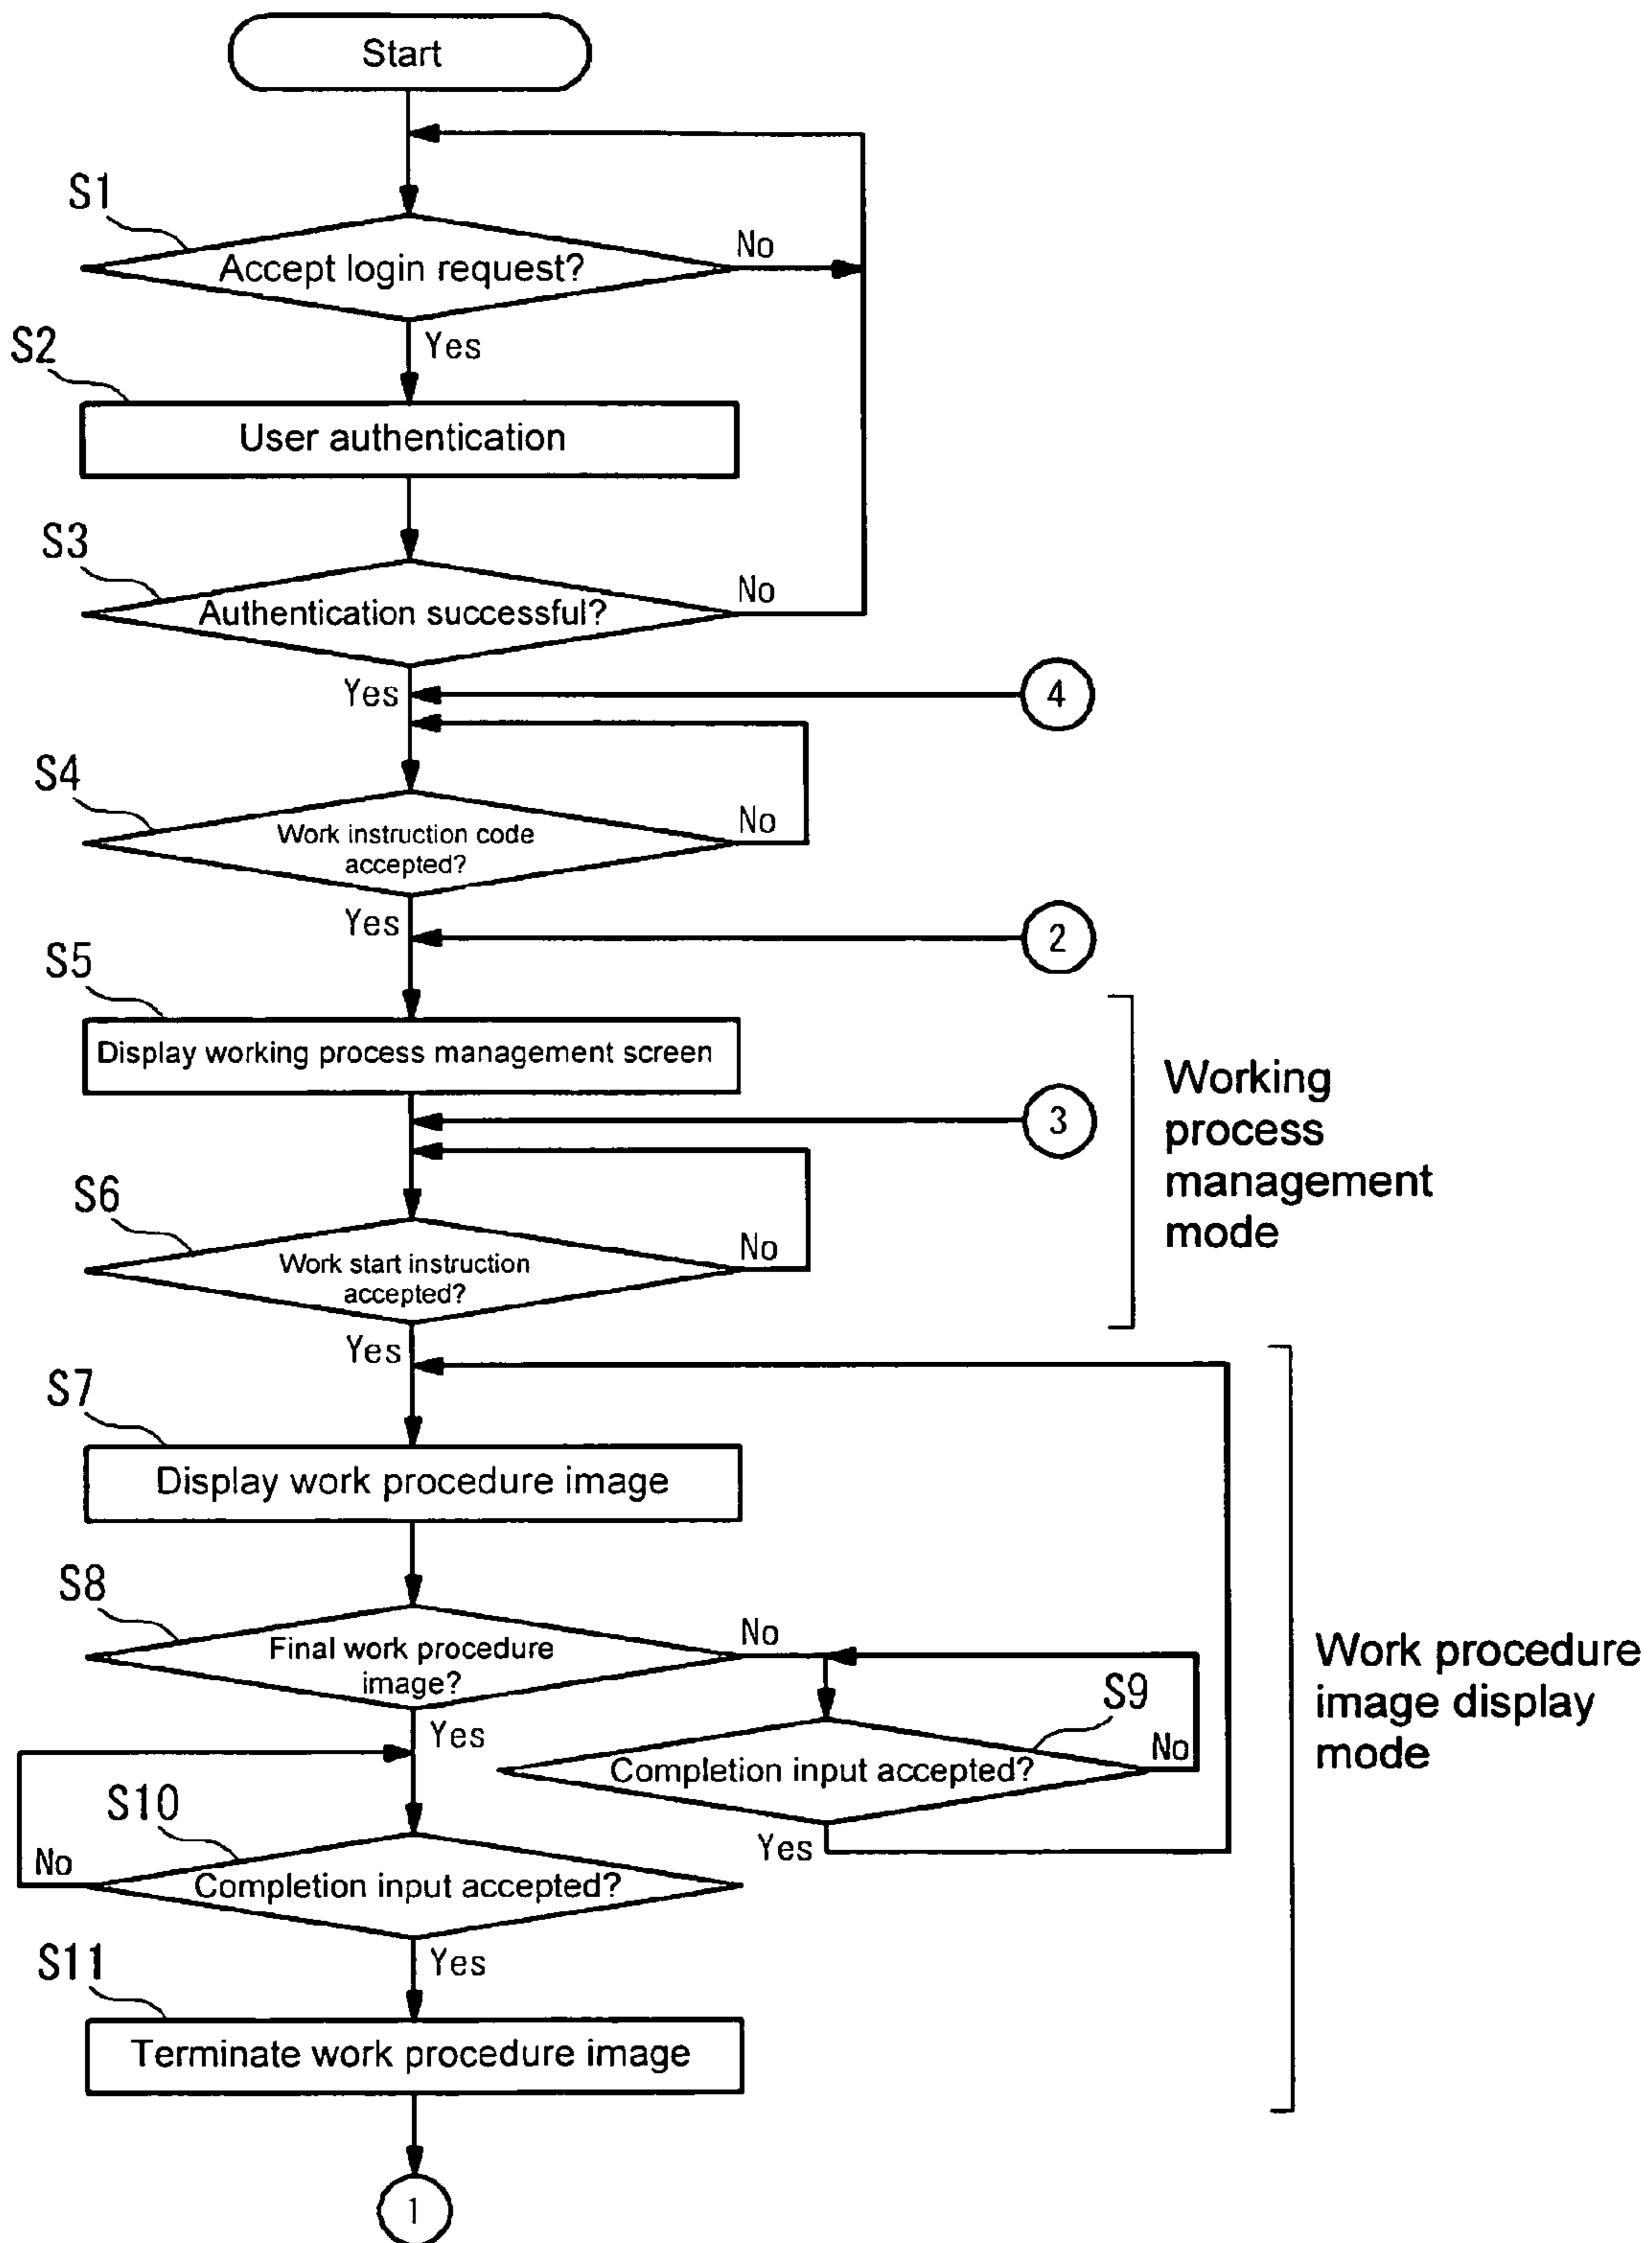 Start
S1
Accept login request?
No
Yes
S2
User authentication
S3
Authentication successful?
No
Yes
4
S4
Work instruction code
accepted?
No
Yes
2
S5
Display working process management screen
3
Working
process
management
mode
S6
Work start instruction
accepted?
No
Yes
S7
Display work procedure image
S8
Final work procedure
image?
No
Yes
S9
Completion input accepted?
No
Yes
Work procedure
image display
mode
S10
Completion input accepted?
No
Yes
S11
Terminate work procedure image
1